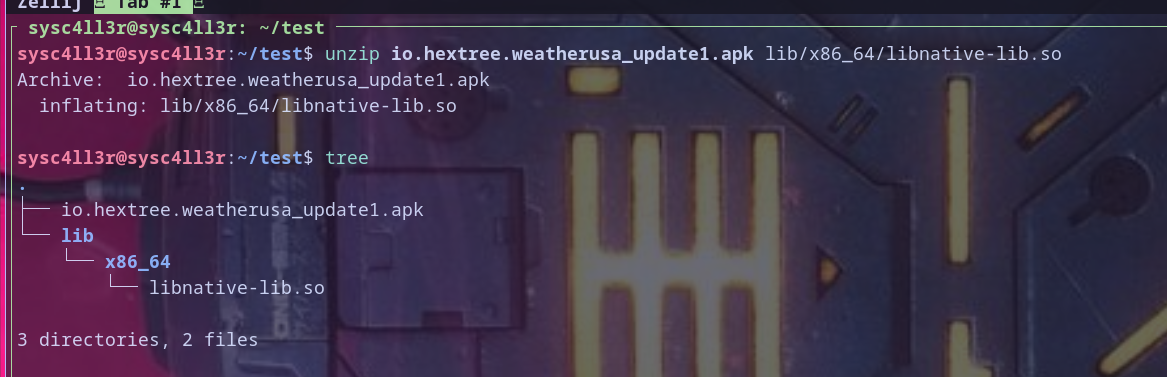 Zellij Tab #1
sysc4ll3r@sysc4ll3r: ~/test
sysc4ll3r@sysc4ll3r:~/test$ unzip io.hextree.weatherusa_update1.apk lib/x86_64/libnative-lib.so
Archive:  io.hextree.weatherusa_update1.apk
  inflating: lib/x86_64/libnative-lib.so
sysc4ll3r@sysc4ll3r:~/test$ tree
.
├── io.hextree.weatherusa_update1.apk
└── lib
    └── x86_64
        └── libnative-lib.so
3 directories, 2 files